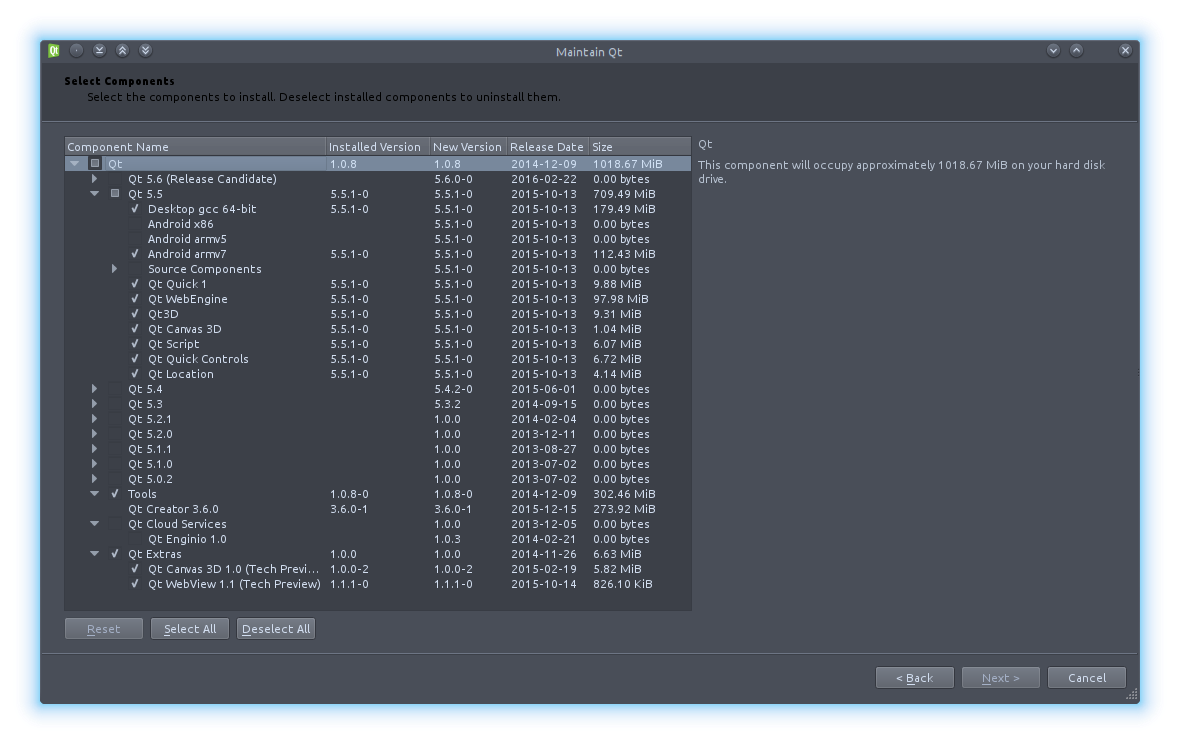 Qt Maintain Qt
Select Components
Select the components to install. Deselect installed components to uninstall them.
Component Name Installed Version New Version Release Date Size
Qt 1.0.8 1.0.8 2014-12-09 1018.67 MiB
Qt 5.6 (Release Candidate) 5.6.0-0 2016-02-22 0.00 bytes
Qt 5.5 5.5.1-0 5.5.1-0 2015-10-13 709.49 MiB
Desktop gcc 64-bit 5.5.1-0 5.5.1-0 2015-10-13 179.49 MiB
Android x86 5.5.1-0 2015-10-13 0.00 bytes
Android armv5 5.5.1-0 2015-10-13 0.00 bytes
Android armv7 5.5.1-0 5.5.1-0 2015-10-13 112.43 MiB
Source Components 5.5.1-0 2015-10-13 0.00 bytes
Qt Quick 1 5.5.1-0 5.5.1-0 2015-10-13 9.88 MiB
Qt WebEngine 5.5.1-0 5.5.1-0 2015-10-13 97.98 MiB
Qt3D 5.5.1-0 5.5.1-0 2015-10-13 9.31 MiB
Qt Canvas 3D 5.5.1-0 5.5.1-0 2015-10-13 1.04 MiB
Qt Script 5.5.1-0 5.5.1-0 2015-10-13 6.07 MiB
Qt Quick Controls 5.5.1-0 5.5.1-0 2015-10-13 6.72 MiB
Qt Location 5.5.1-0 5.5.1-0 2015-10-13 4.14 MiB
Qt 5.4 5.4.2-0 2015-06-01 0.00 bytes
Qt 5.3 5.3.2 2014-09-15 0.00 bytes
Qt 5.2.1 1.0.0 2014-02-04 0.00 bytes
Qt 5.2.0 1.0.0 2013-12-11 0.00 bytes
Qt 5.1.1 1.0.0 2013-08-27 0.00 bytes
Qt 5.1.0 1.0.0 2013-07-02 0.00 bytes
Qt 5.0.2 1.0.0 2013-07-02 0.00 bytes
Tools 1.0.8-0 1.0.8-0 2014-12-09 302.46 MiB
Qt Creator 3.6.0 3.6.0-1 3.6.0-1 2015-12-15 273.92 MiB
Qt Cloud Services 1.0.0 2013-12-05 0.00 bytes
Qt Enginio 1.0 1.0.3 2014-02-21 0.00 bytes
Qt Extras 1.0.0 1.0.0 2014-11-26 6.63 MiB
Qt Canvas 3D 1.0 (Tech Previ... 1.0.0-2 1.0.0-2 2015-02-19 5.82 MiB
Qt WebView 1.1 (Tech Preview) 1.1.1-0 1.1.1-0 2015-10-14 826.10 KiB
Qt
This component will occupy approximately 1018.67 MiB on your hard disk
drive.
Reset Select All Deselect All
< Back Next > Cancel